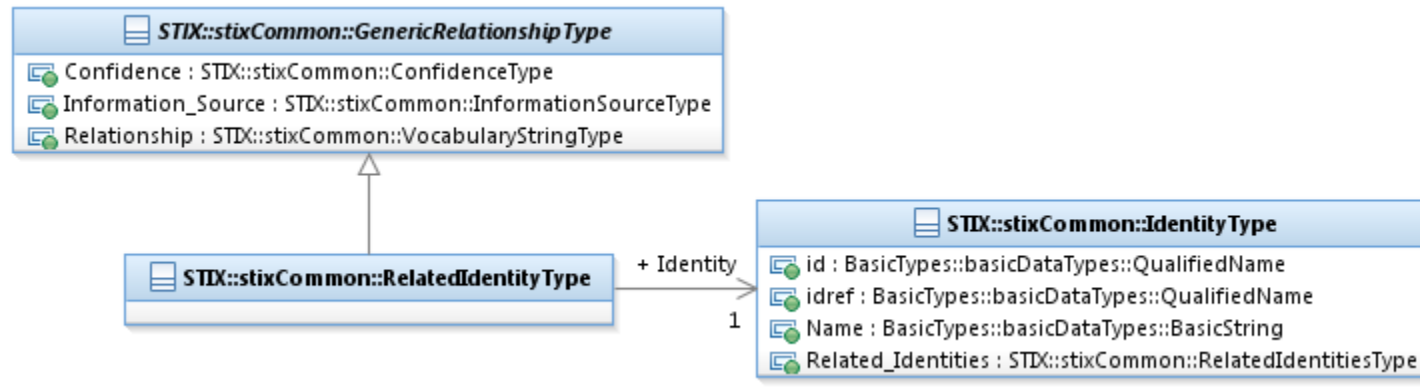 STIX::stixCommon::GenericRelationshipType
Confidence : STIX::stixCommon::ConfidenceType
Information_Source : STIX::stixCommon::InformationSourceType
Relationship : STIX::stixCommon::VocabularyStringType
STIX::stixCommon::RelatedIdentityType
+ Identity
1
STIX::stixCommon::IdentityType
id : BasicTypes::basicDataTypes::QualifiedName
idref : BasicTypes::basicDataTypes::QualifiedName
Name : BasicTypes::basicDataTypes::BasicString
Related_Identities : STIX::stixCommon::RelatedIdentitiesType